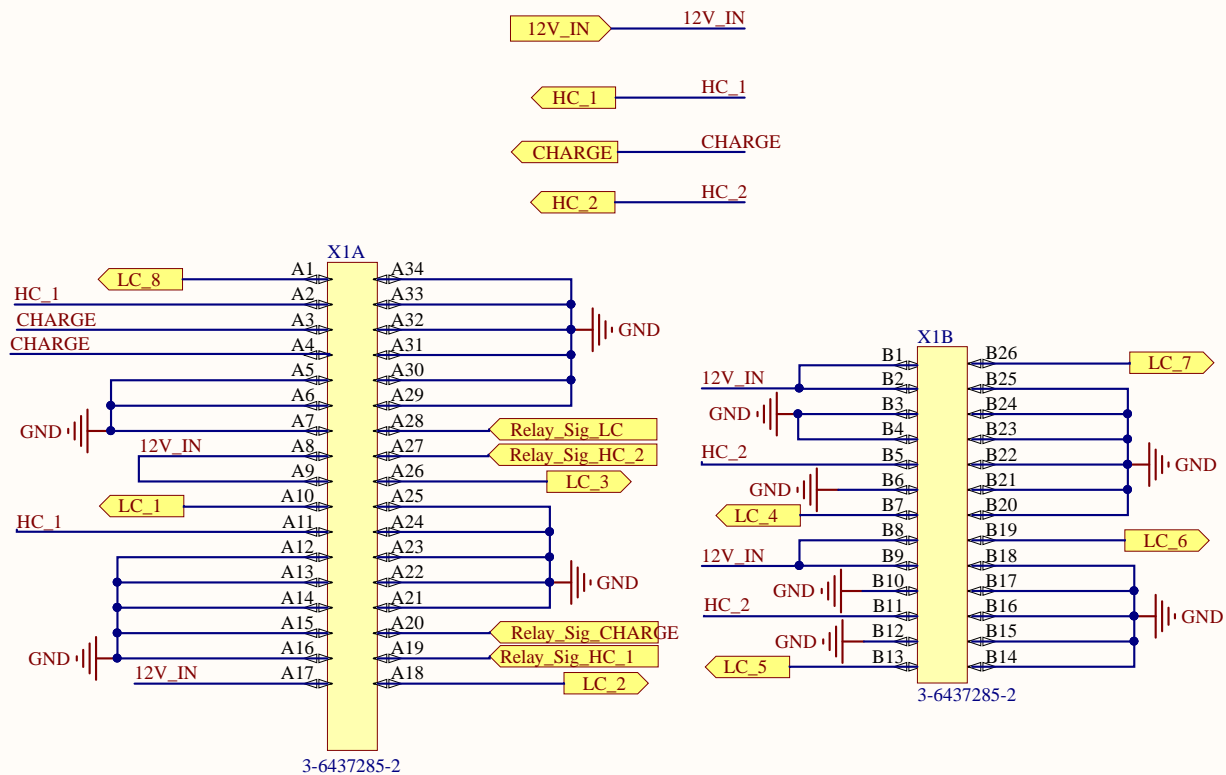 12V_IN 12V_IN
HC_1 HC_1
CHARGE CHARGE
HC_2 HC_2
X1A
LC_8 A1 A34
HC_1 A2 A33
CHARGE A3 A32 GND
CHARGE A4 A31
A5 A30
A6 A29
GND A7 A28 Relay_Sig_LC
12V_IN A8 A27 Relay_Sig_HC_2
A9 A26 LC_3
LC_1 A10 A25
HC_1 A11 A24
A12 A23
A13 A22 GND
A14 A21
A15 A20 Relay_Sig_CHARGE
GND A16 A19 Relay_Sig_HC_1
12V_IN A17 A18 LC_2
3-6437285-2
X1B
B1 B26 LC_7
12V_IN B2 B25
GND B3 B24
B4 B23
HC_2 B5 B22 GND
GND B6 B21
LC_4 B7 B20
B8 B19 LC_6
12V_IN B9 B18
GND B10 B17
HC_2 B11 B16 GND
GND B12 B15
LC_5 B13 B14
3-6437285-2